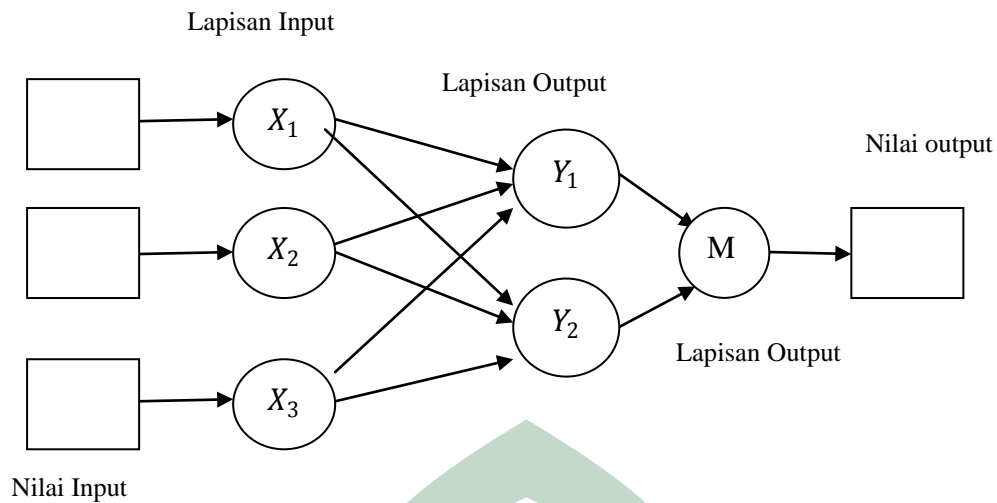 Lapisan Input
Lapisan Output
Nilai output
X₁
Y₁
X₂
M
Y₂
Lapisan Output
X₃
Nilai Input